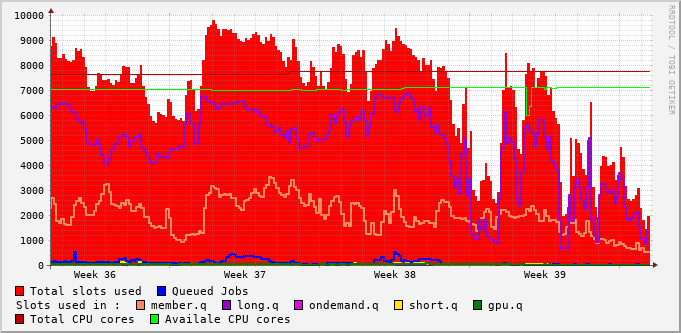 RRDTOOL / TOBI OETIKER
10000
9000
8000
7000
6000
5000
4000
3000
2000
1000
0
Week 36 Week 37 Week 38 Week 39
Total slots used Queued Jobs
Slots used in : member.q long.q ondemand.q short.q gpu.q
Total CPU cores Availale CPU cores